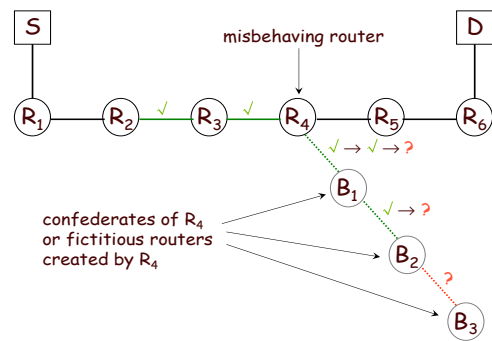 S
D
misbehaving router
R1
R2
√
R3
√
R4
R5
R6
√ → √ → ?
B1
√ → ?
confederates of R4
or fictitious routers
created by R4
B2
?
B3